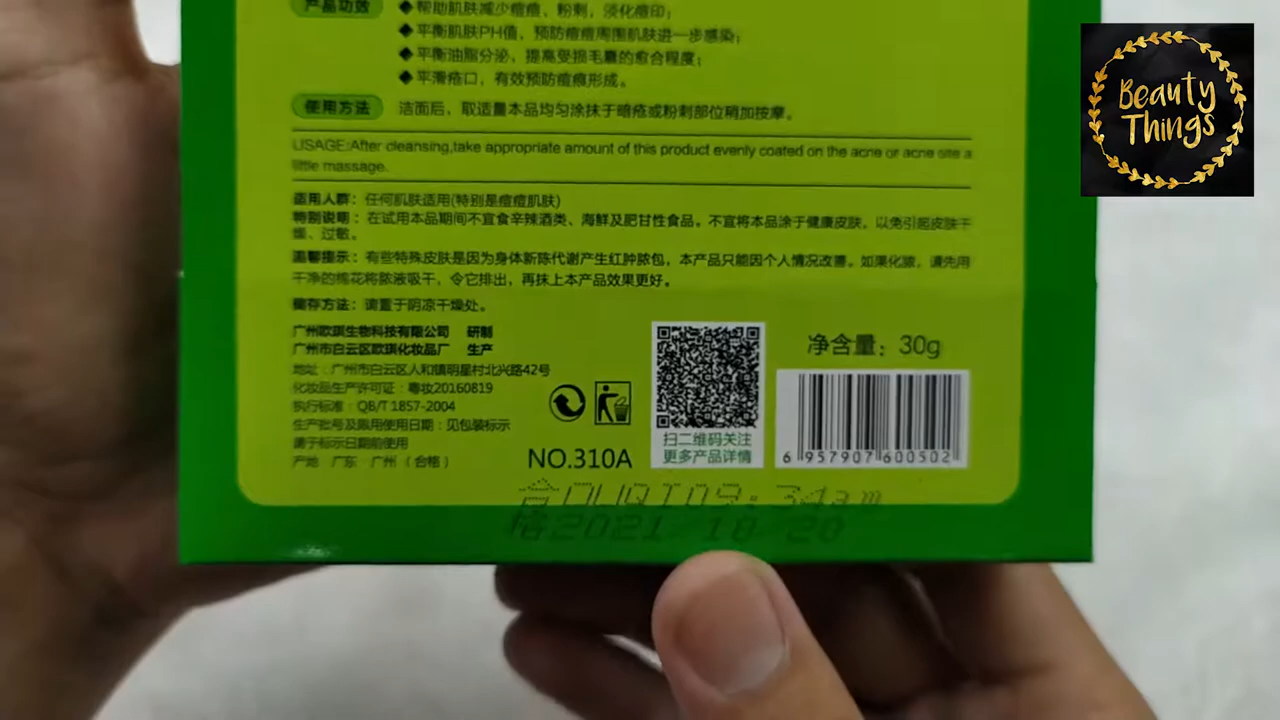 产品功效
◆帮助肌肤减少痘痘、粉刺，淡化痘印；
◆平衡肌肤PH值，预防痘痘周围肌肤进一步感染；
◆平衡油脂分泌，提高受损毛囊的愈合程度；
◆平滑疮口，有效预防痘痕形成。
使用方法 洁面后，取适量本品均匀涂抹于暗疮或粉刺部位稍加按摩。
USAGE:After cleansing,take appropriate amount of this product evenly coated on the acne or acne site a
little massage.
适用人群：任何肌肤适用(特别是痘痘肌肤)
特别说明：在试用本品期间不宜食辛辣酒类、海鲜及肥甘性食品。不宜将本品涂于健康皮肤，以免引起皮肤干
燥、过敏。
温馨提示：有些特殊皮肤是因为身体新陈代谢产生红肿脓包，本产品只能因个人情况改善。如果化脓，请先用
干净的棉花将脓液吸干，令它排出，再抹上本产品效果更好。
储存方法：请置于阴凉干燥处。
广州欧琪生物科技有限公司 研制
广州市白云区欧琪化妆品厂 生产
地址：广州市白云区人和镇明星村北兴路42号
化妆品生产许可证：粤妆20160819
执行标准：QB/T 1857-2004
生产批号及限用使用日期：见包装标示
请于标示日期前使用
产地 广东 广州（合格）
NO.310A
扫二维码关注
更多产品详情
净含量：30g
6 957907 600502
合 09:34am
格2021/10/20
Beauty
Things